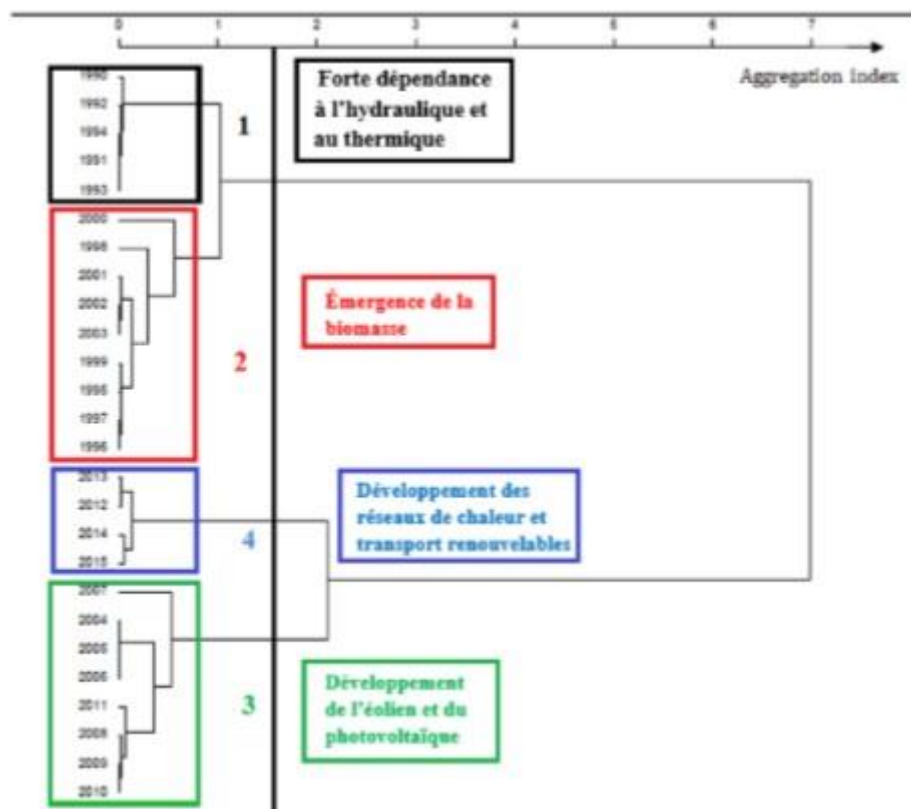 0 1 2 3 4 5 6 7
Aggregation index
1990
1992
1994
1991
1993
1
Forte dépendance
à l'hydraulique et
au thermique
2000
1998
2001
2002
2003
1999
1995
1997
1996
2
Émergence de la
biomasse
2013
2012
2014
2015
4
Développement des
réseaux de chaleur et
transport renouvelables
2007
2004
2005
2006
2011
2008
2009
2010
3
Développement
de l'éolien et du
photovoltaïque